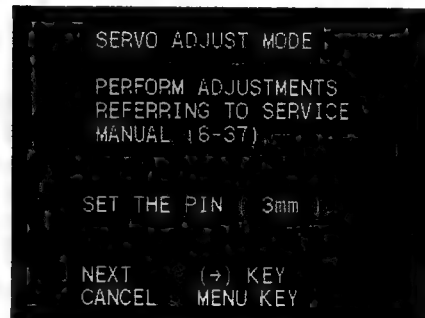 SERVO ADJUST MODE
PERFORM ADJUSTMENTS
REFERRING TO SERVICE
MANUAL (6-37)
SET THE PIN ( 3mm )
NEXT (→) KEY
CANCEL MENU KEY